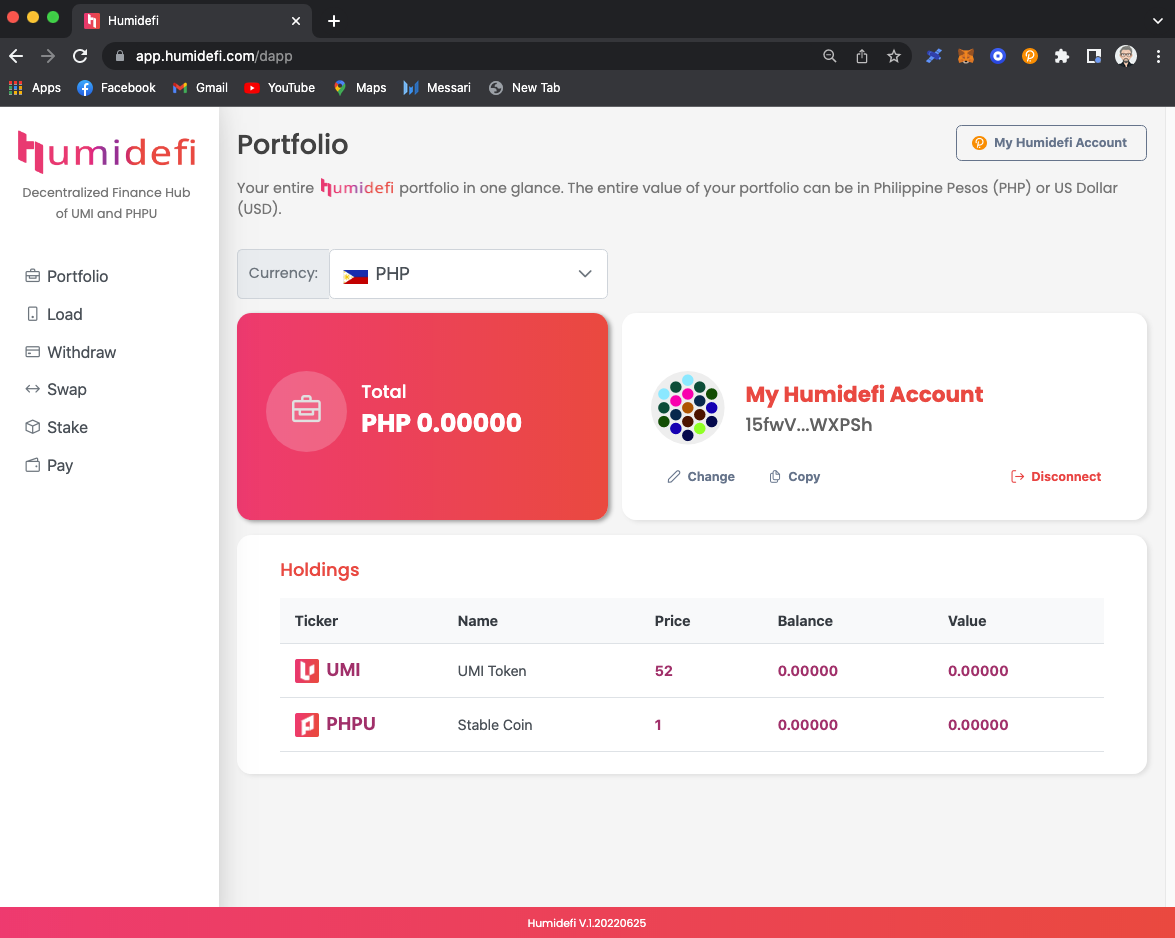 Humidefi
app.humidefi.com/dapp
Apps Facebook Gmail YouTube Maps Messari New Tab
humidefi
Decentralized Finance Hub
of UMI and PHPU
Portfolio
Load
Withdraw
Swap
Stake
Pay
Portfolio
My Humidefi Account
Your entire humidefi portfolio in one glance. The entire value of your portfolio can be in Philippine Pesos (PHP) or US Dollar
(USD).
Currency: PHP
Total
PHP 0.00000
My Humidefi Account
15fwV...WXPSh
Change Copy Disconnect
Holdings
Ticker Name Price Balance Value
UMI UMI Token 52 0.00000 0.00000
PHPU Stable Coin 1 0.00000 0.00000
Humidefi V.1.20220625